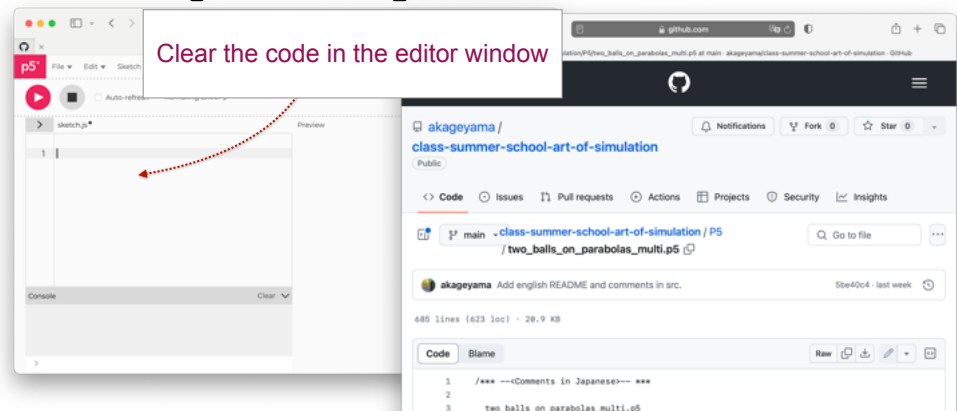 Clear the code in the editor window
p5*
File Edit Sketch
Auto-refresh
sketch.js
Preview
1
Console
Clear
github.com
akageyama /
class-summer-school-art-of-simulation
Public
Notifications
Fork 0
Star 0
Code Issues Pull requests Actions Projects Security Insights
main
class-summer-school-art-of-simulation / P5
/ two_balls_on_parabolas_multi.p5
Go to file
akageyama Add english README and comments in src.
5be40c4 · last week
685 lines (623 loc) · 20.9 KB
Code Blame
Raw
1 /*** --<Comments in Japanese>-- ***
2
3 two_balls_on_parabolas_multi.p5